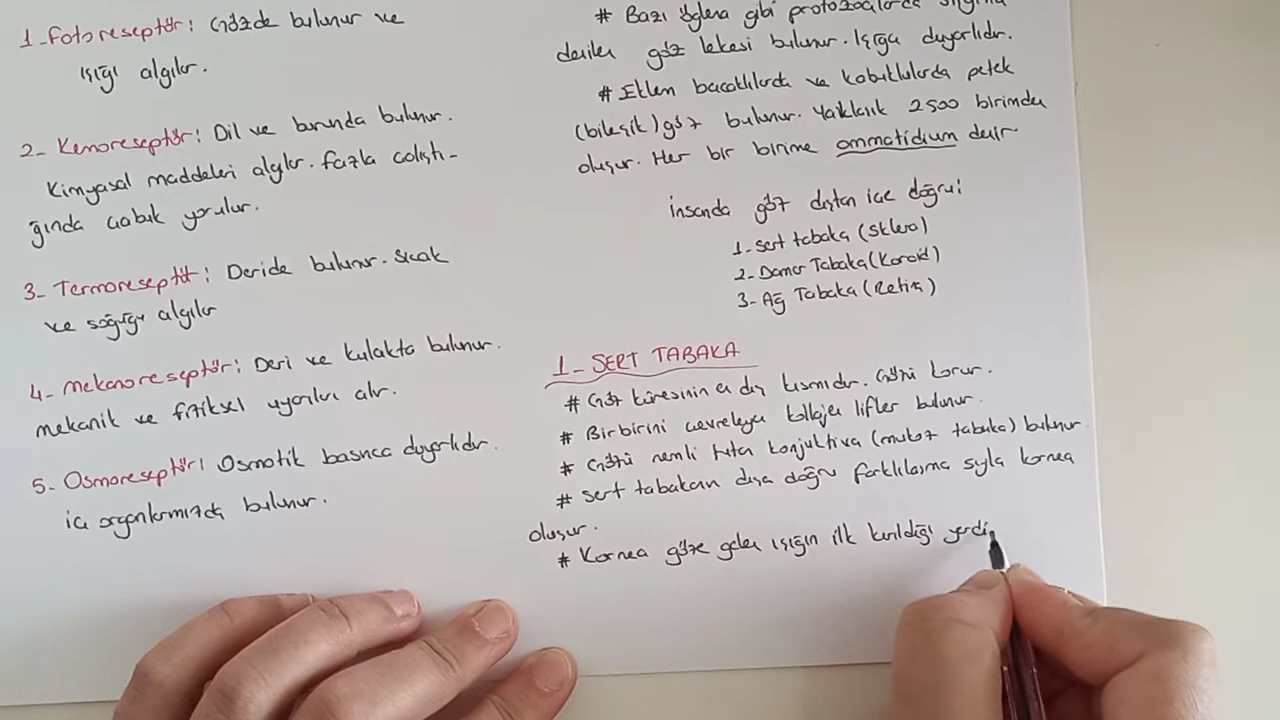 1- Fotoreseptör: Gözde bulunur ve
ışığı algılar.
2- Kemoreseptör: Dil ve burunda bulunur.
Kimyasal maddeleri algılır. Fazla çalıştı-
ğında çabuk yorulur.
3- Termoreseptör: Deride bulunur. Sıcak
ve soğuğu algılar
4- Mekanoreseptör: Deri ve kulakta bulunur.
mekanik ve fiziksel uyarıları alır.
5- Osmoreseptör: Osmotik basınca duyarlıdır.
iç organlarımızda bulunur.
# Bazı öglena gibi protozoalarda stigma
denilen göz lekesi bulunur. Işığa duyarlıdır.
# Eklem bacaklılarda ve kabuklularda petek
(bileşik) göz bulunur. Yaklaşık 2500 birimden
oluşur. Her bir birime ommatidium denir
İnsanda göz dıştan içe doğru;
1- Sert tabaka (Sklera)
2- Damar Tabaka (Koroid)
3- Ağ Tabaka (Retina)
1- SERT TABAKA
# Göz küresinin en dış kısmıdır. Gözü korur.
# Birbirini çevreleyen kollajen lifler bulunur.
# Gözü nemli tutan konjuktiva (mukoz tabaka) bulunur.
# Sert tabakanın dışa doğru farklılaşmasıyla kornea
oluşur.
# Kornea göze gelen ışığın ilk kırıldığı yerdi